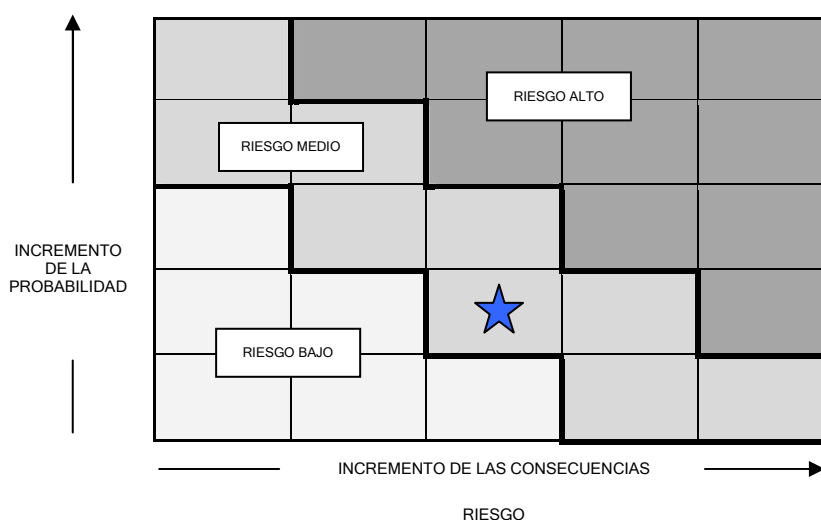 RIESGO ALTO
RIESGO MEDIO
INCREMENTO
DE LA
PROBABILIDAD
RIESGO BAJO
INCREMENTO DE LAS CONSECUENCIAS
RIESGO